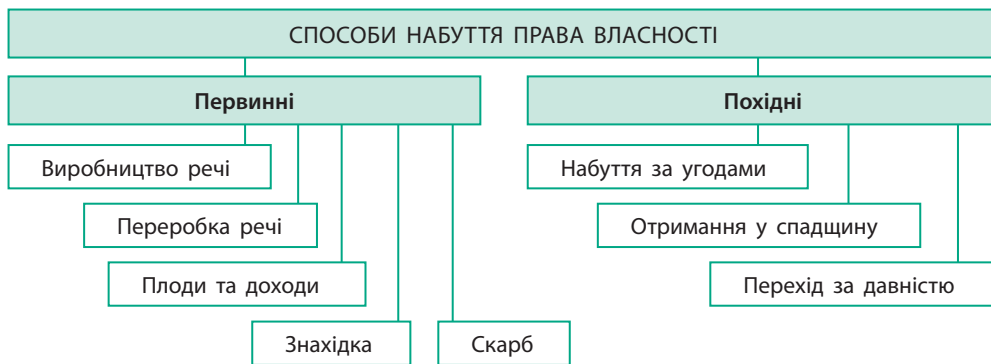 СПОСОБИ НАБУТТЯ ПРАВА ВЛАСНОСТІ
Первинні
Похідні
Виробництво речі
Набуття за угодами
Переробка речі
Отримання у спадщину
Плоди та доходи
Перехід за давністю
Знахідка
Скарб